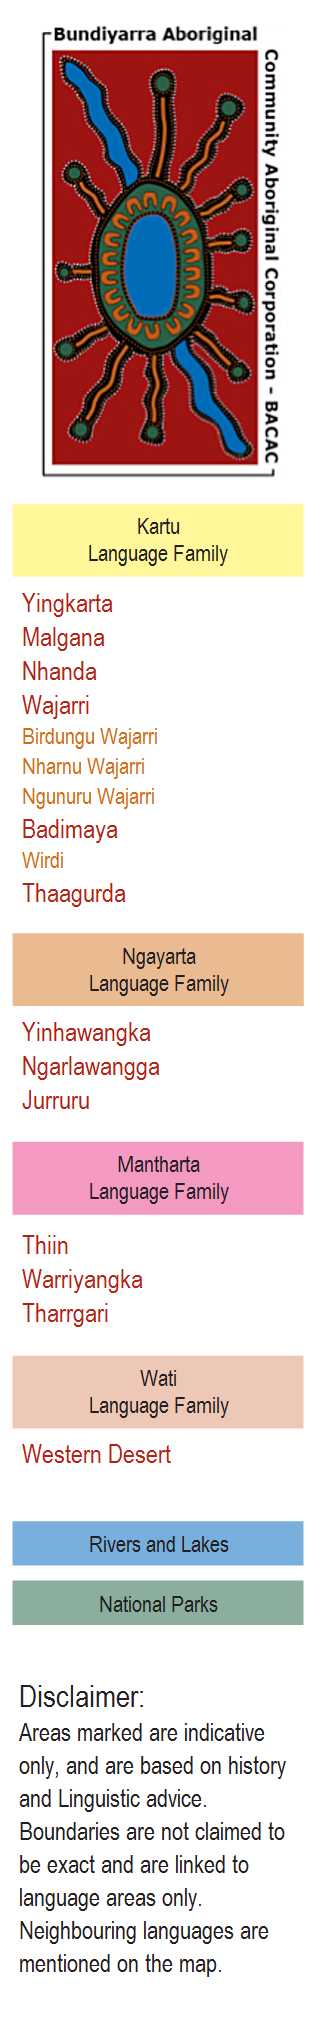 Bundiyarra Aboriginal
Community Aboriginal Corporation - BACAC
Kartu
Language Family
Yingkarta
Malgana
Nhanda
Wajarri
Birdungu Wajarri
Nharnu Wajarri
Ngunuru Wajarri
Badimaya
Wirdi
Thaagurda
Ngayarta
Language Family
Yinhawangka
Ngarlawangga
Jurruru
Mantharta
Language Family
Thiin
Warriyangka
Tharrgari
Wati
Language Family
Western Desert
Rivers and Lakes
National Parks
Disclaimer:
Areas marked are indicative
only, and are based on history
and Linguistic advice.
Boundaries are not claimed to
be exact and are linked to
language areas only.
Neighbouring languages are
mentioned on the map.